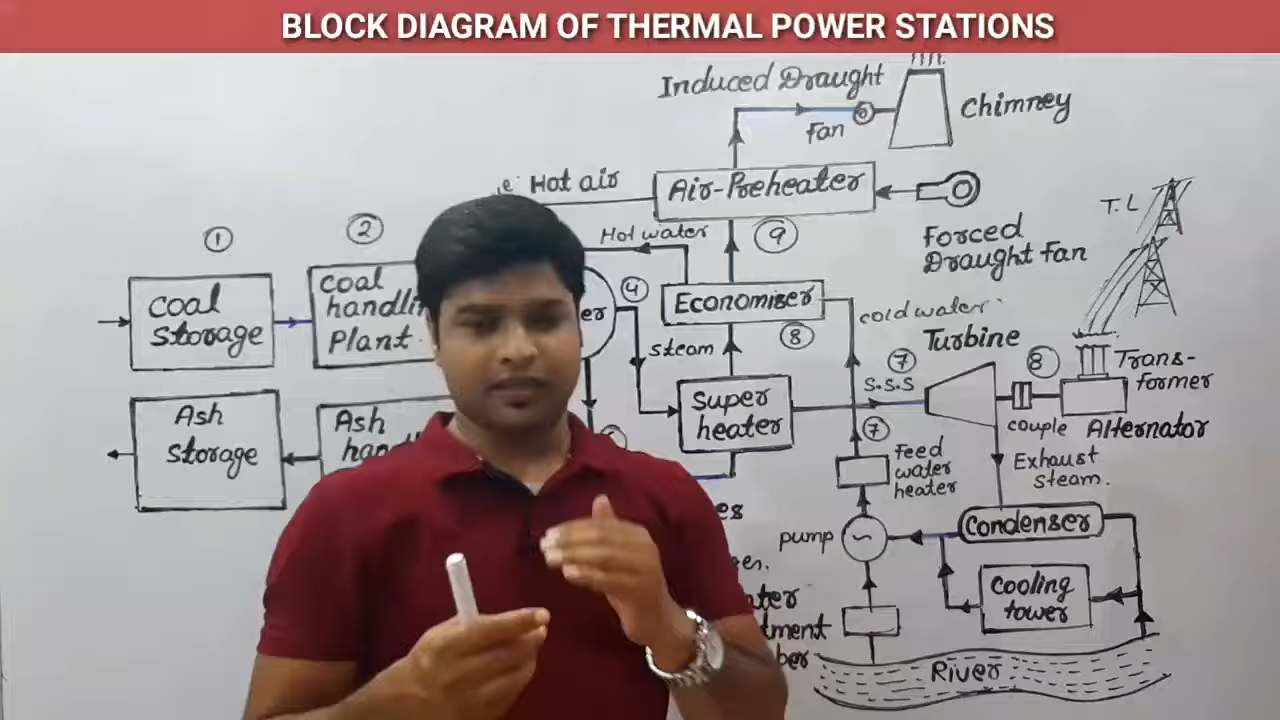 BLOCK DIAGRAM OF THERMAL POWER STATIONS
Induced Draught
fan
Chimney
Hot air
Air-Preheater
T.L
1
2
Hot water
9
Forced
Draught fan
Coal
Storage
Coal
Plant
4
Economiser
cold water
steam
8
Turbine
7
S.S.S
8
Trans-
former
Super
heater
7
couple
Alternator
Ash
Storage
Ash
Feed
water
heater
Exhaust
steam.
pump
Condenser
Cooling
tower
River